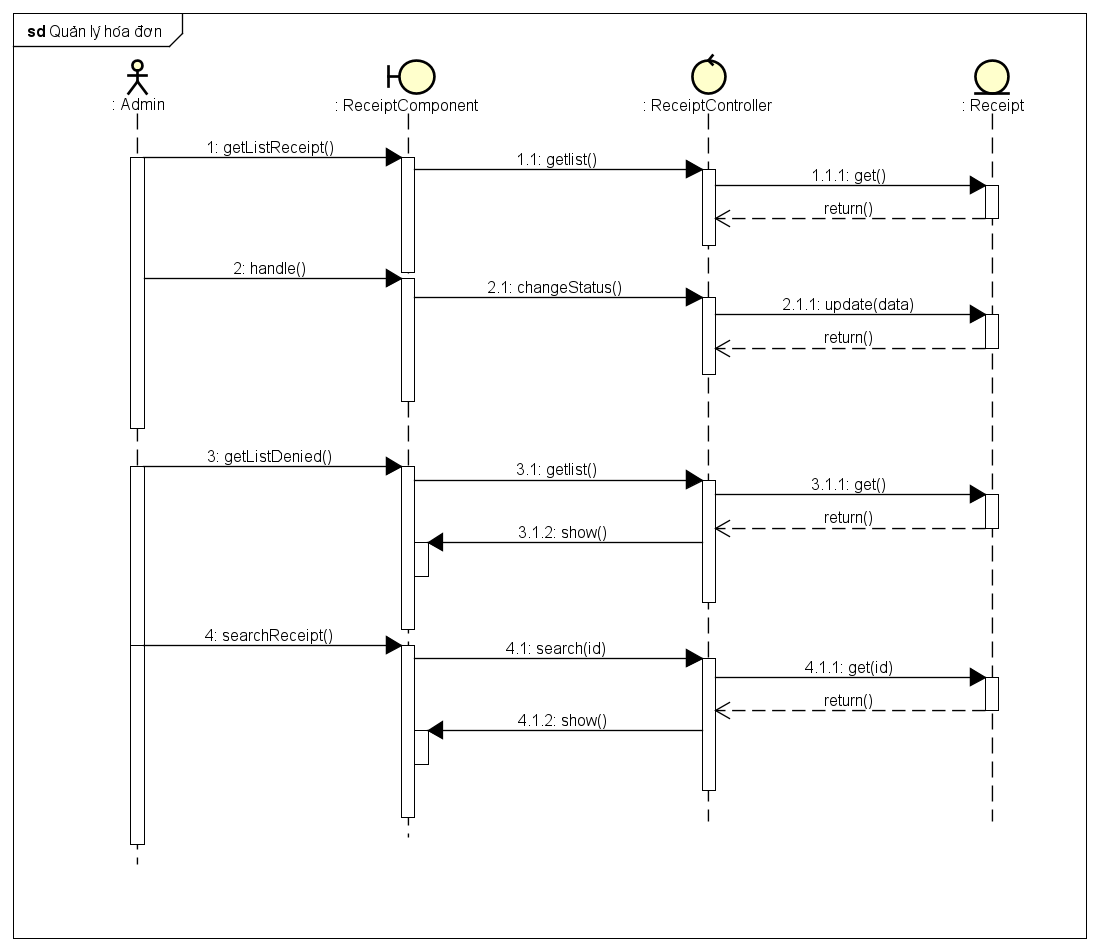 sd Quản lý hóa đơn
: Admin
: ReceiptComponent
: ReceiptController
: Receipt
1: getListReceipt()
1.1: getlist()
1.1.1: get()
return()
2: handle()
2.1: changeStatus()
2.1.1: update(data)
return()
3: getListDenied()
3.1: getlist()
3.1.1: get()
return()
3.1.2: show()
4: searchReceipt()
4.1: search(id)
4.1.1: get(id)
return()
4.1.2: show()